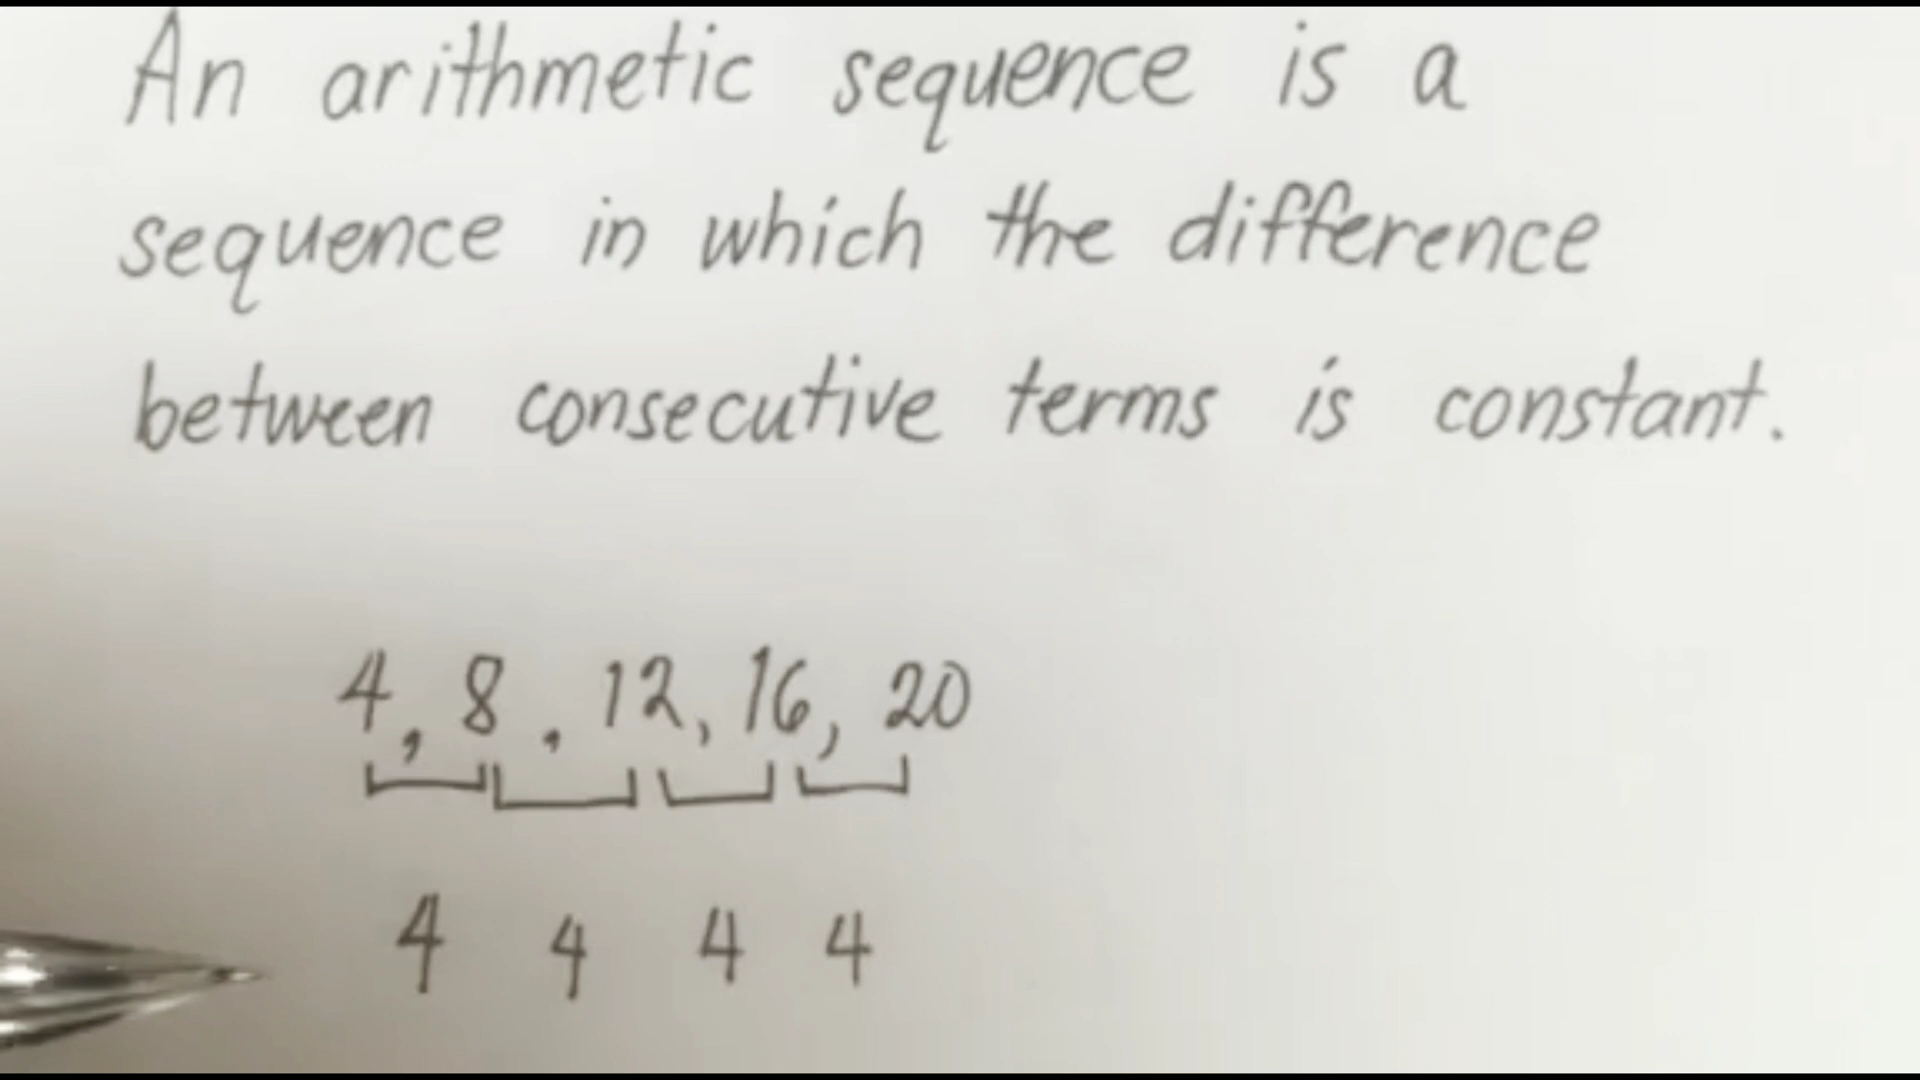 An arithmetic sequence is a
sequence in which the difference
between consecutive terms is constant.
4, 8, 12, 16, 20
4 4 4 4